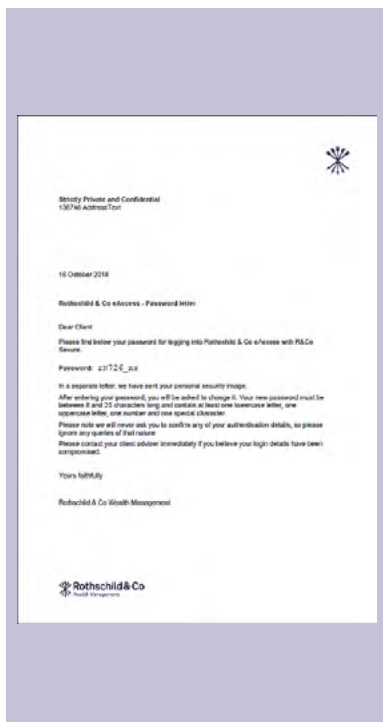 Strictly Private and Confidential
138746 AddressText
16 October 2018
Rothschild & Co eAccess - Password letter
Dear Client
Please find below your password for logging into Rothschild & Co eAccess with R&Co
Secure.
Password:
In a separate letter, we have sent your personal security image.
After entering your password, you will be asked to change it. Your new password must be
between 8 and 25 characters long and contain at least one lowercase letter, one
uppercase letter, one number and one special character.
Please note we will never ask you to confirm any of your authentication details, so please
ignore any queries of that nature.
Please contact your client adviser immediately if you believe your login details have been
compromised.
Yours faithfully
Rothschild & Co Wealth Management
Rothschild & Co
Wealth Management